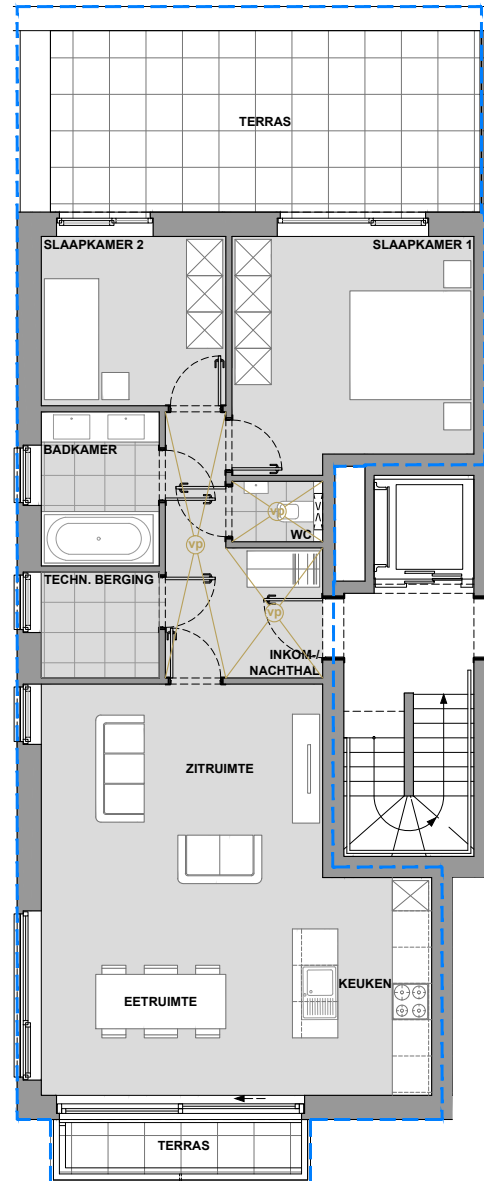 TERRAS
SLAAPKAMER 2
SLAAPKAMER 1
BADKAMER
vp
WC
vp
TECHN. BERGING
vp
INKOM-/
NACHTHAL
ZITRUIMTE
KEUKEN
EETRUIMTE
TERRAS